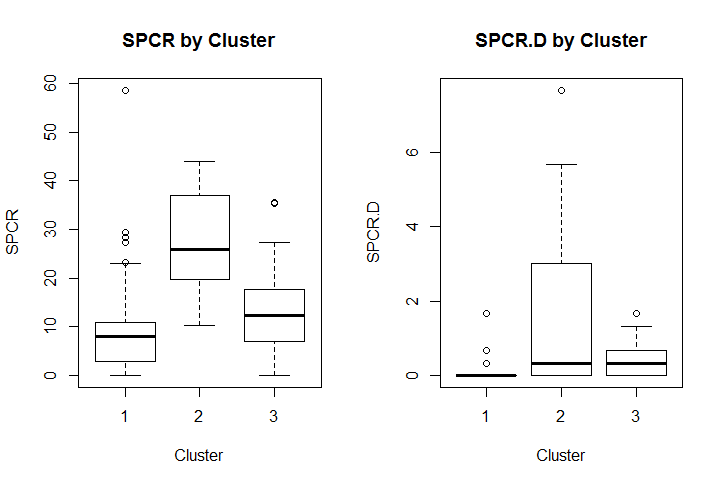 SPCR by Cluster
SPCR
60
50
40
30
20
10
0
1 2 3
Cluster
SPCR.D by Cluster
SPCR.D
6
4
2
0
1 2 3
Cluster